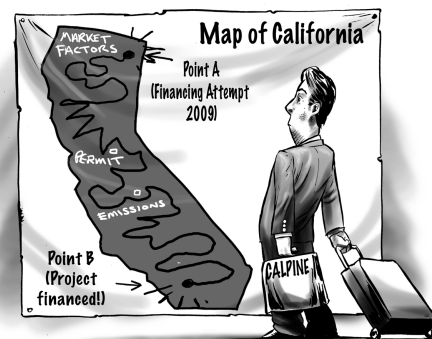 Map of California
MARKET
FACTORS
Point A
(Financing Attempt
2009)
PERMIT
EMISSIONS
Point B
(Project
financed!)
CALPINE